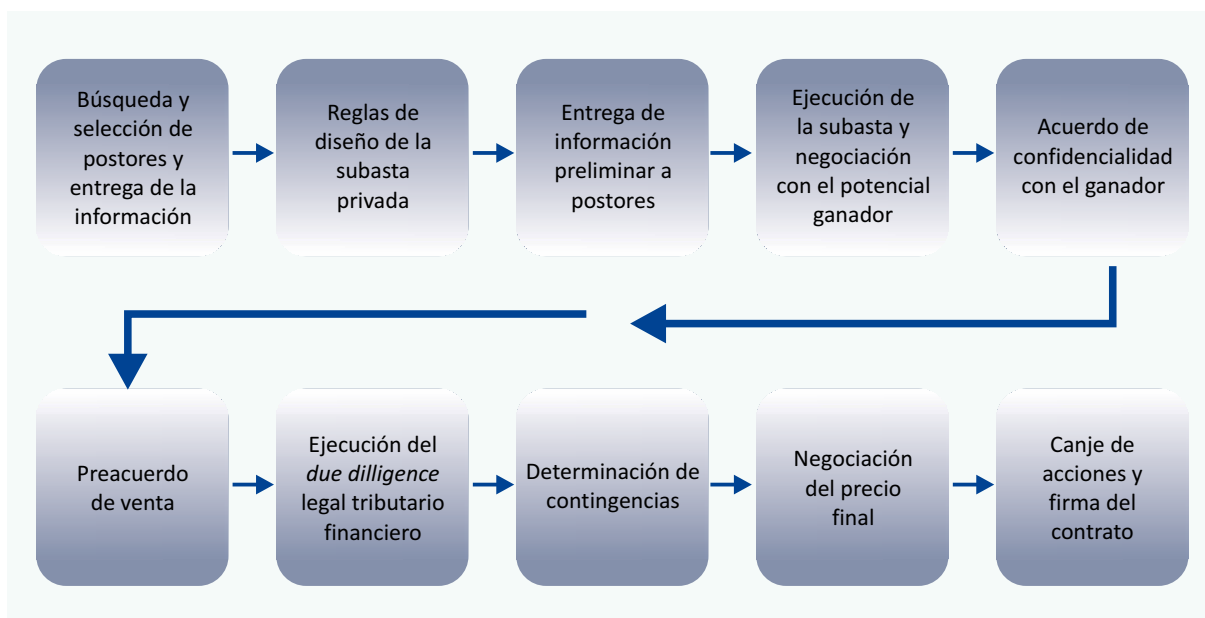 Búsqueda y
selección de
postores y
entrega de la
información
Reglas de
diseño de la
subasta
privada
Entrega de
información
preliminar a
postores
Ejecución de
la subasta y
negociación
con el potencial
ganador
Acuerdo de
confidencialidad
con el ganador
Preacuerdo
de venta
Ejecución del
due dilligence
legal tributario
financiero
Determinación de
contingencias
Negociación
del precio
final
Canje de
acciones y
firma del
contrato